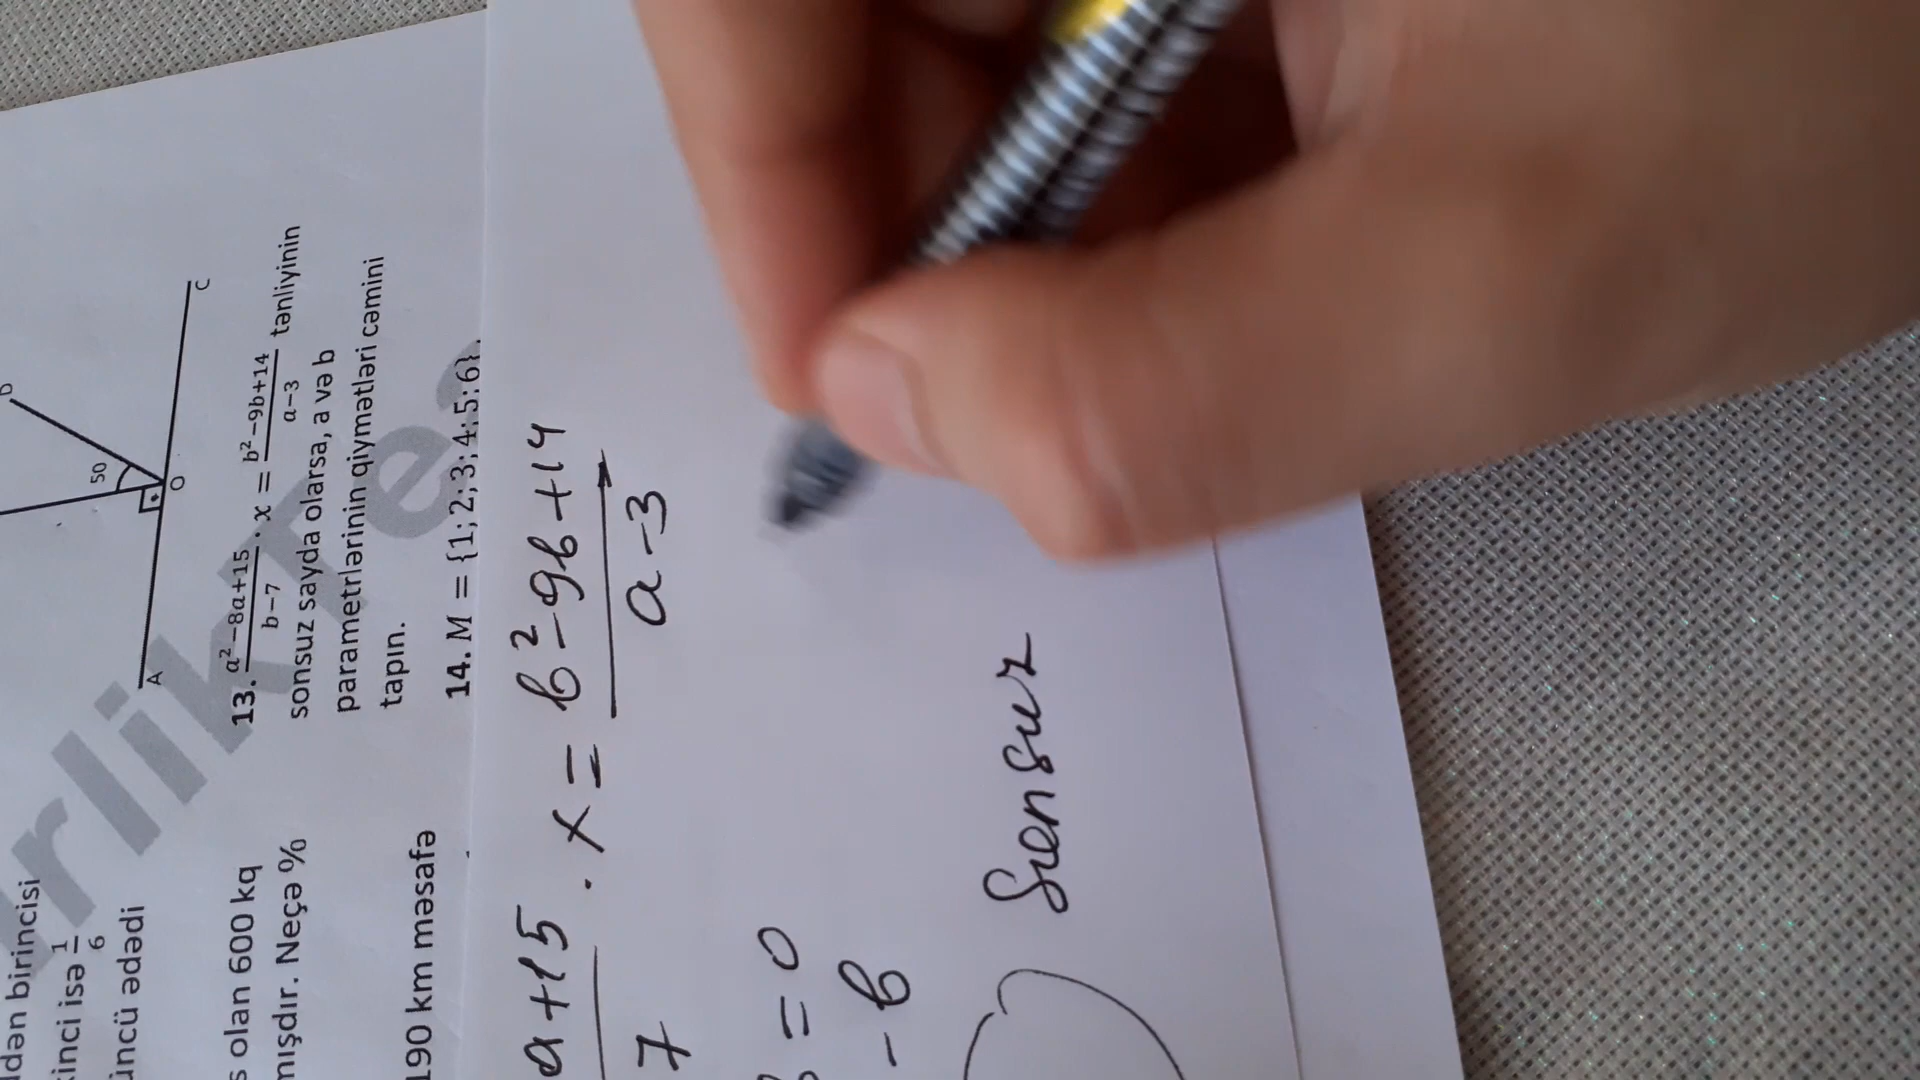 dən birincisi
kinci isə 1/6
üncü ədədi
s olan 600 kq
mışdır. Neçə %
190 km məsafə
50
A
O
C
13. (a²−8a+15)/(b−7) · x = (b²−9b+14)/(a−3) tənliyinin
sonsuz sayda olarsa, a və b
parametrlərinin qiymətləri cəmini
tapın.
14. M = {1; 2; 3; 4; 5; 6}
a+15 · x = (b²-9b+14)/(a-3)
7
= 0
- b
Sonsuz